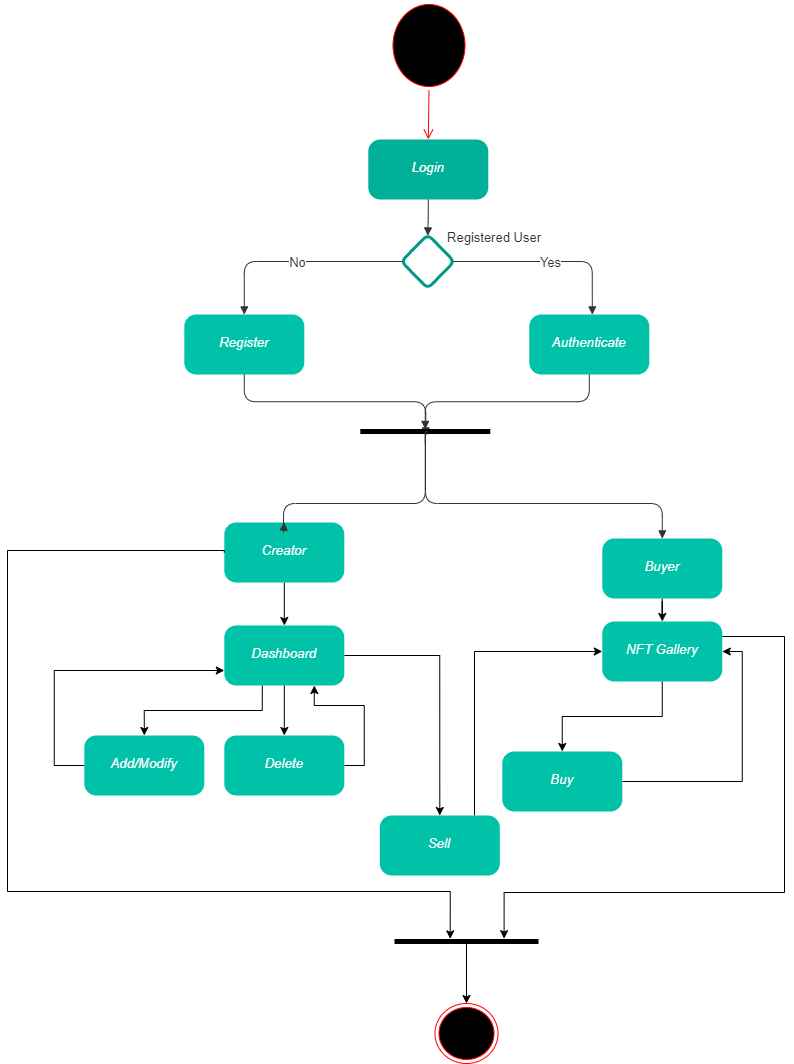 Login
Registered User
No
Yes
Register
Authenticate
Creator
Buyer
Dashboard
NFT Gallery
Add/Modify
Delete
Buy
Sell